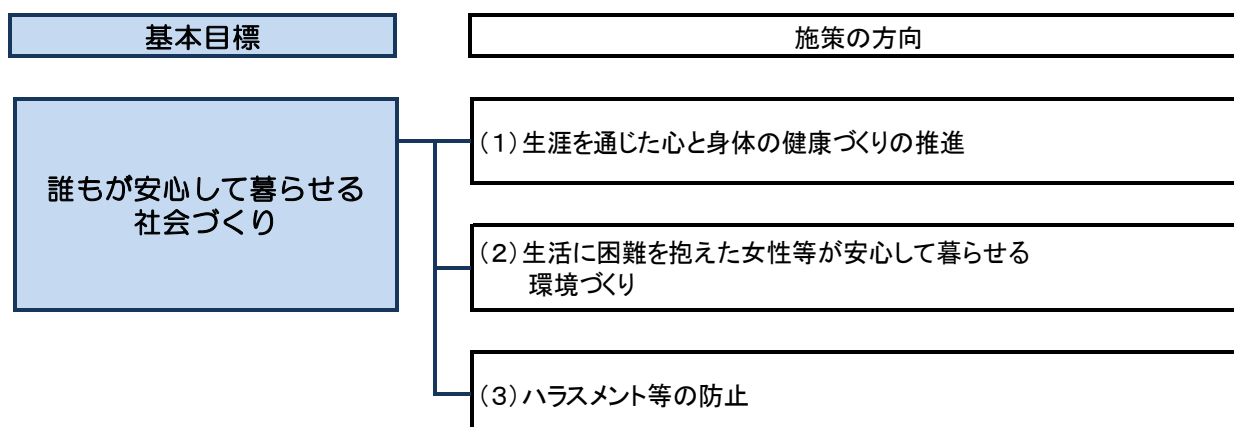 基本目標
施策の方向
誰もが安心して暮らせる
社会づくり
（１）生涯を通じた心と身体の健康づくりの推進
（２）生活に困難を抱えた女性等が安心して暮らせる
環境づくり
（３）ハラスメント等の防止